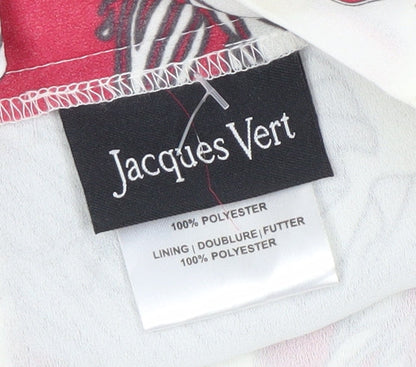 Jacques Vert
100% POLYESTER
LINING | DOUBLURE | FUTTER
100% POLYESTER